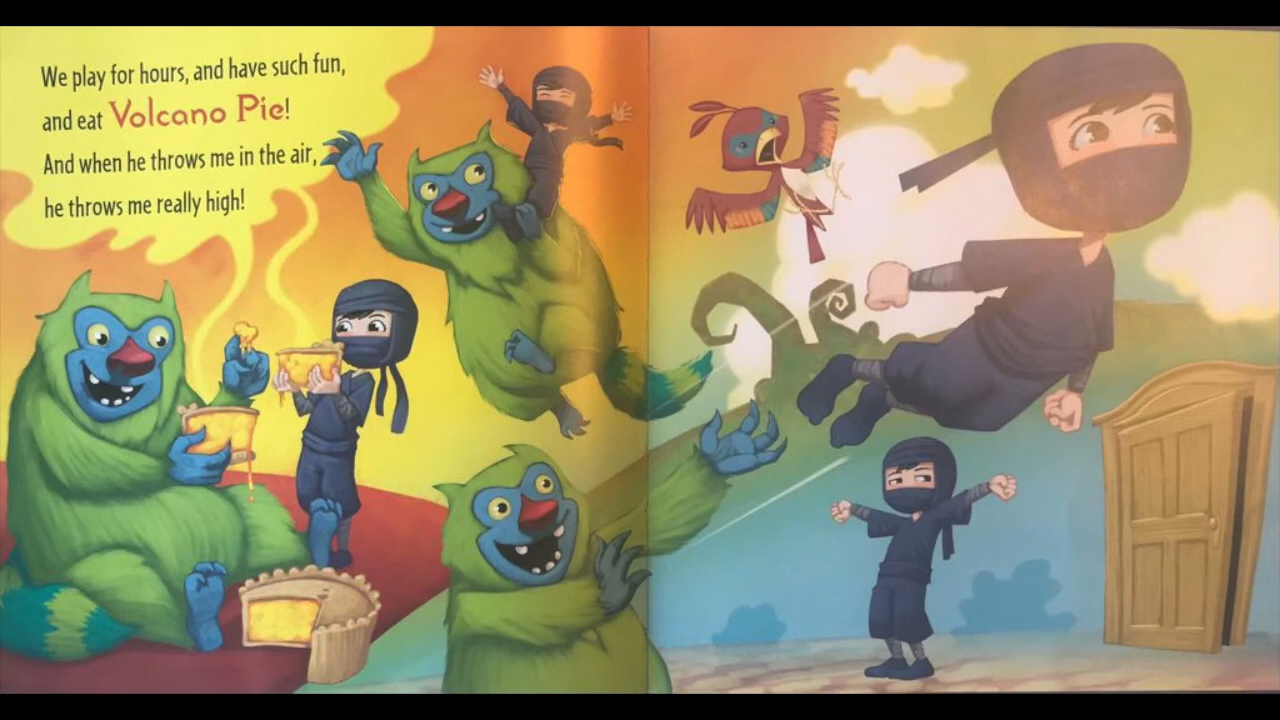 We play for hours, and have such fun,
and eat Volcano Pie!
And when he throws me in the air,
he throws me really high!